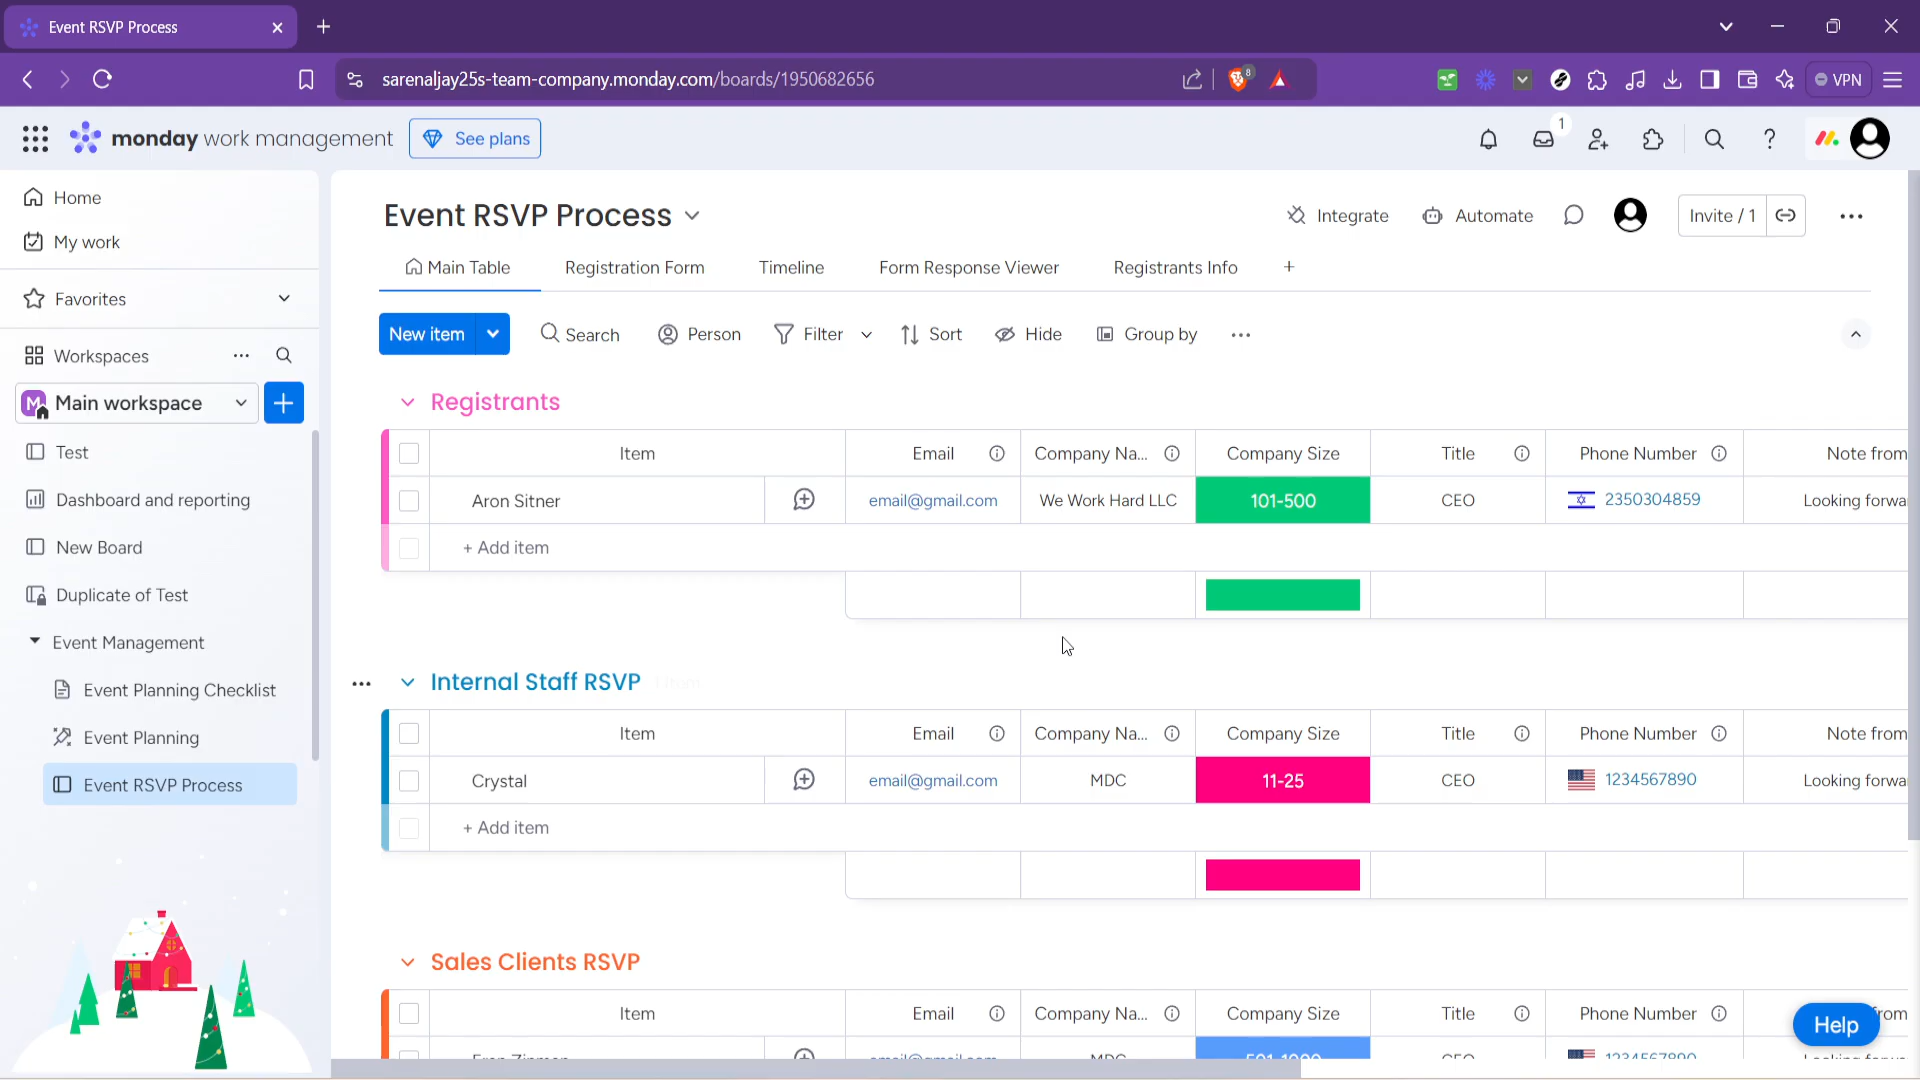 Event RSVP Process
sarenaljay25s-team-company.monday.com/boards/1950682656
8
VPN
monday work management
See plans
1
Home
My work
Favorites
Workspaces
M
Main workspace
Test
Dashboard and reporting
New Board
Duplicate of Test
Event Management
Event Planning Checklist
Event Planning
Event RSVP Process
Event RSVP Process
Integrate
Automate
Invite / 1
Main Table
Registration Form
Timeline
Form Response Viewer
Registrants Info
New item
Search
Person
Filter
Sort
Hide
Group by
Registrants
Item Email Company Na... Company Size Title Phone Number Note from
Aron Sitner email@gmail.com We Work Hard LLC 101-500 CEO 2350304859 Looking forwa
+ Add item
Internal Staff RSVP
Item Email Company Na... Company Size Title Phone Number Note from
Crystal email@gmail.com MDC 11-25 CEO 1234567890 Looking forwa
+ Add item
Sales Clients RSVP
Item Email Company Na... Company Size Title Phone Number from
email@gmail.com MDC 501-1000 CEO 1234567890
Help